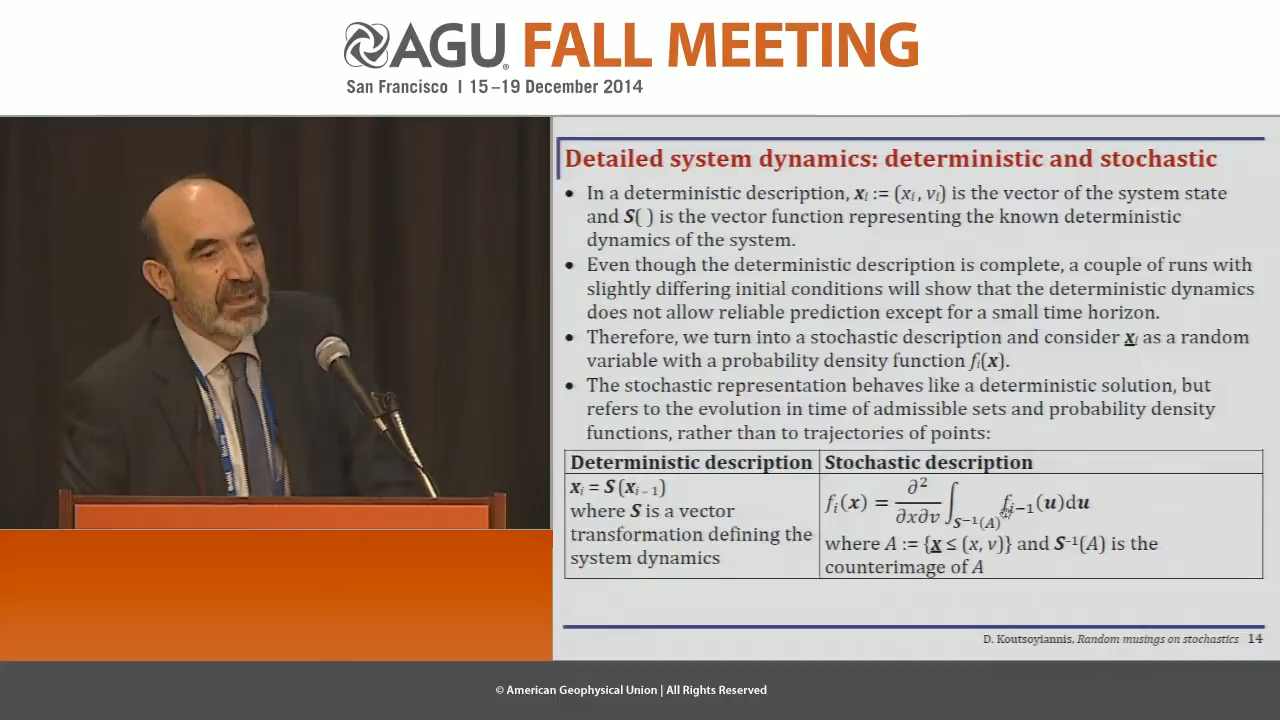 AGU FALL MEETING
San Francisco | 15–19 December 2014
Detailed system dynamics: deterministic and stochastic
• In a deterministic description, xᵢ := (xᵢ, vᵢ) is the vector of the system state
and S( ) is the vector function representing the known deterministic
dynamics of the system.
• Even though the deterministic description is complete, a couple of runs with
slightly differing initial conditions will show that the deterministic dynamics
does not allow reliable prediction except for a small time horizon.
• Therefore, we turn into a stochastic description and consider x̲ᵢ as a random
variable with a probability density function fᵢ(x).
• The stochastic representation behaves like a deterministic solution, but
refers to the evolution in time of admissible sets and probability density
functions, rather than to trajectories of points:
Deterministic description
xᵢ = S(xᵢ₋₁)
where S is a vector
transformation defining the
system dynamics
Stochastic description
fᵢ(x) = ∂²/∂x∂v ∫_S⁻¹(A) fᵢ₋₁(u)du
where A := {x̲ ≤ (x, v)} and S⁻¹(A) is the
counterimage of A
D. Koutsoyiannis, Random musings on stochastics 14
© American Geophysical Union | All Rights Reserved